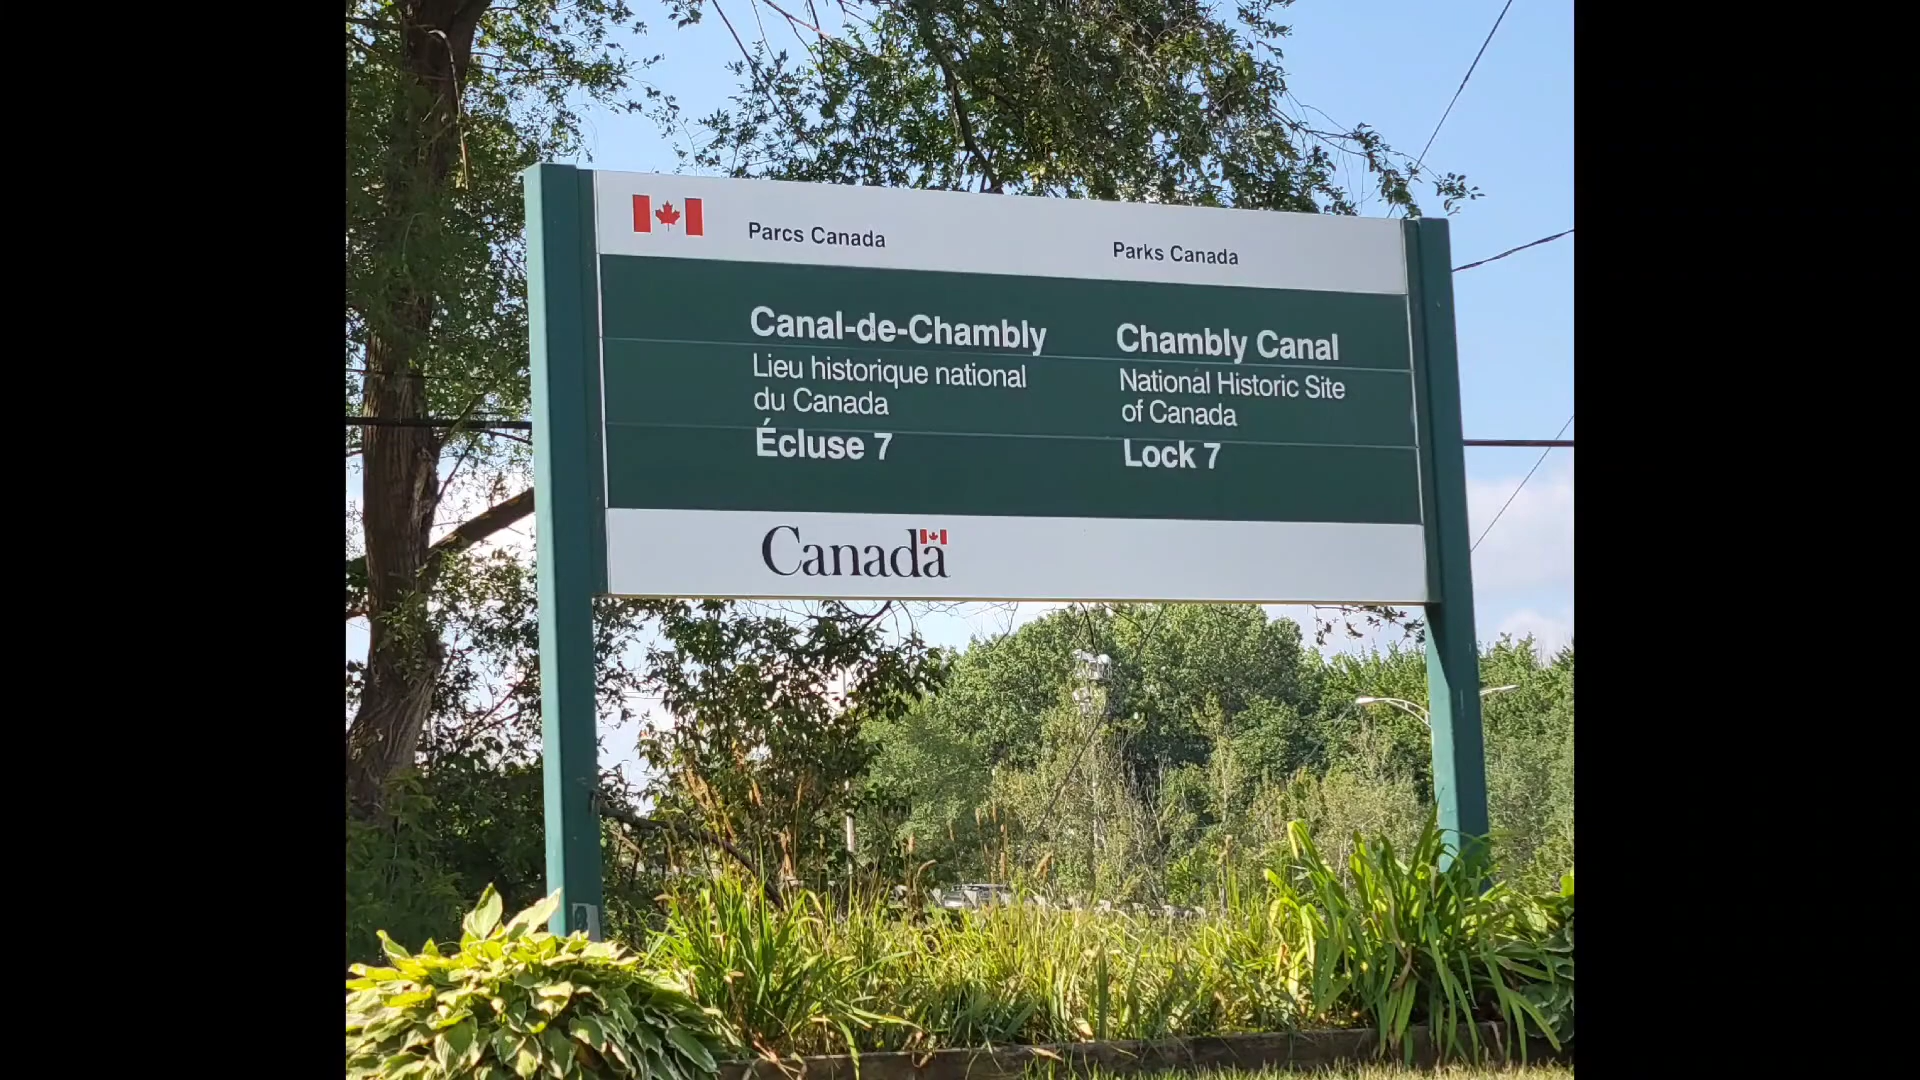 Parcs Canada
Parks Canada
Canal-de-Chambly
Lieu historique national
du Canada
Écluse 7
Chambly Canal
National Historic Site
of Canada
Lock 7
Canada